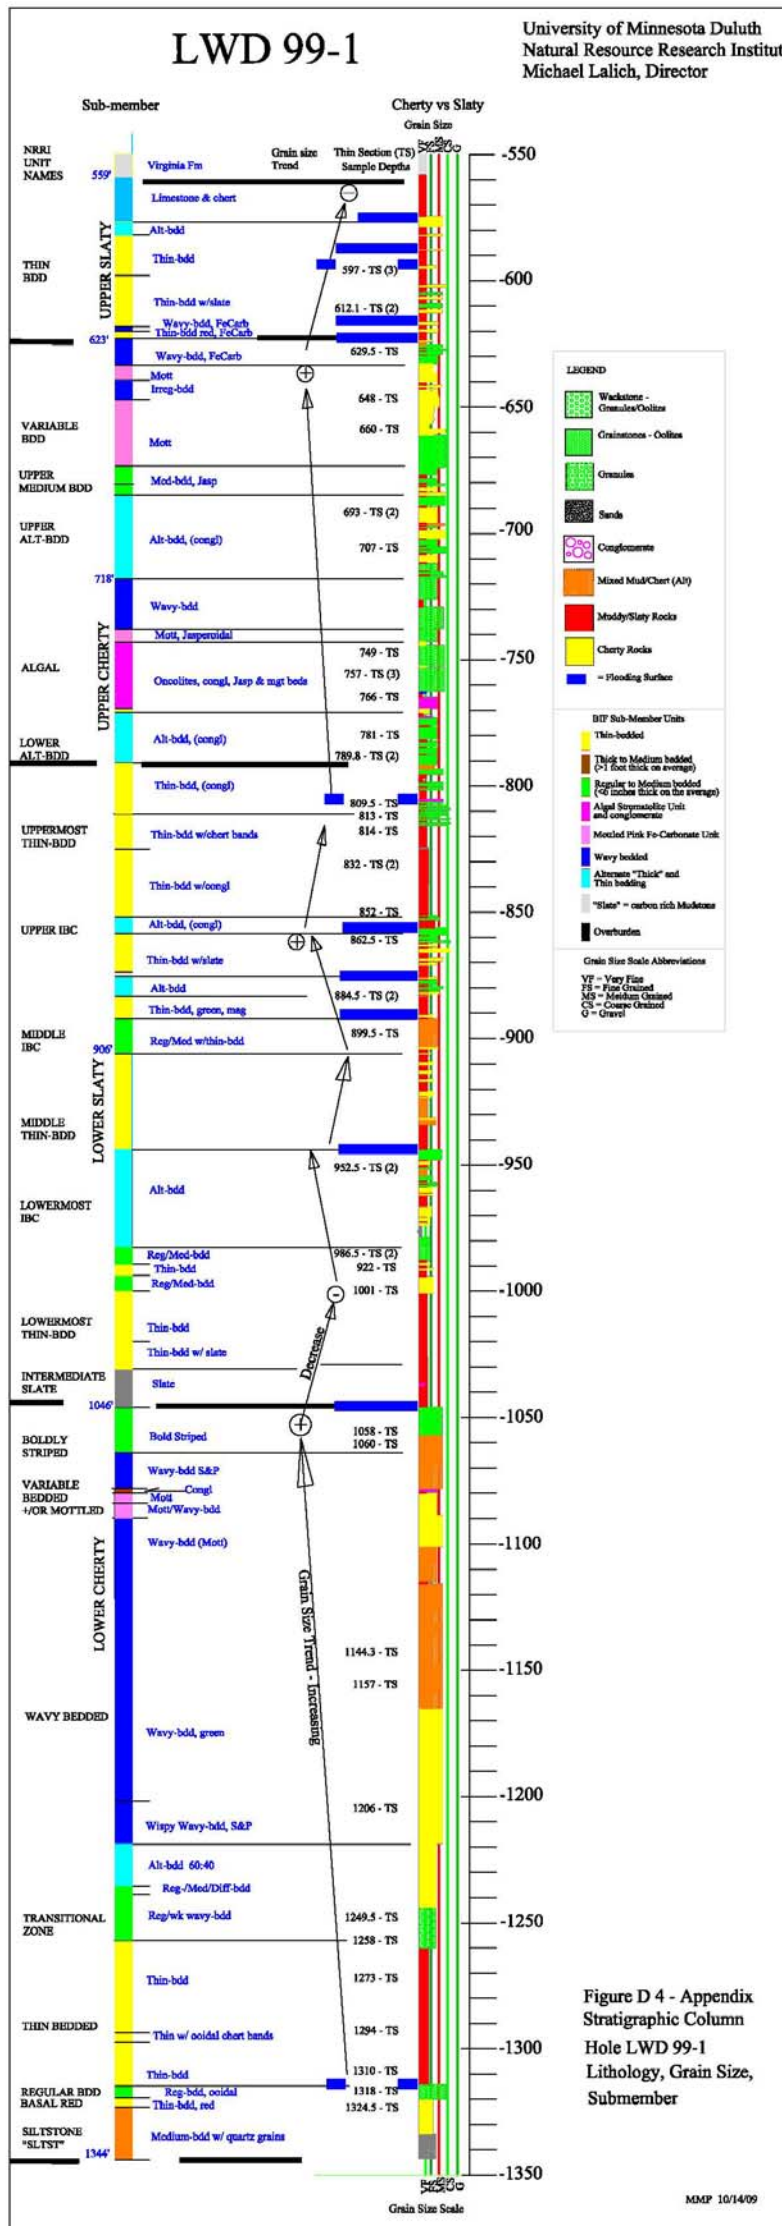 LWD 99-1
University of Minnesota Duluth
Natural Resource Research Institut
Michael Lalich, Director
Sub-member
Cherty vs Slaty
Grain Size
VF
FS
MS
CS
G
NRRI
UNIT
NAMES
Grain size
Trend
Thin Section (TS)
Sample Depths
559'
Virginia Fm
Limestone & chert
Alt-bdd
THIN
BDD
UPPER SLATY
Thin-bdd
597 - TS (3)
Thin-bdd w/slate
612.1 - TS (2)
Wavy-bdd, FeCarb
Thin-bdd red, FeCarb
623'
Wavy-bdd, FeCarb
629.5 - TS
Mott
Irreg-bdd
648 - TS
VARIABLE
BDD
Mott
660 - TS
UPPER
MEDIUM BDD
Med-bdd, Jasp
UPPER
ALT-BDD
693 - TS (2)
Alt-bdd, (congl)
707 - TS
718'
Wavy-bdd
Mott, Jasperoidal
749 - TS
UPPER CHERTY
ALGAL
Oncolites, congl, Jasp & mgt beds
757 - TS (3)
766 - TS
LOWER
ALT-BDD
Alt-bdd, (congl)
781 - TS
789.8 - TS (2)
Thin-bdd, (congl)
809.5 - TS
813 - TS
814 - TS
UPPERMOST
THIN-BDD
Thin-bdd w/chert bands
832 - TS (2)
Thin-bdd w/congl
852 - TS
UPPER IBC
Alt-bdd, (congl)
862.5 - TS
Thin-bdd w/slate
Alt-bdd
884.5 - TS (2)
Thin-bdd, green, mag
899.5 - TS
MIDDLE
IBC
Reg/Med w/thin-bdd
906'
LOWER SLATY
MIDDLE
THIN-BDD
952.5 - TS (2)
Alt-bdd
LOWERMOST
IBC
Reg/Med-bdd
986.5 - TS (2)
Thin-bdd
922 - TS
Reg/Med-bdd
1001 - TS
LOWERMOST
THIN-BDD
Thin-bdd
Thin-bdd w/ slate
Decrease
INTERMEDIATE
SLATE
Slate
1046'
BOLDLY
STRIPED
Bold Striped
1058 - TS
1060 - TS
Wavy-bdd S&P
VARIABLE
BEDDED
+/OR MOTTLED
Congl
Mott
Mott/Wavy-bdd
Wavy-bdd (Mott)
LOWER CHERTY
Grain Size Trend - Increasing
1144.3 - TS
1157 - TS
WAVY BEDDED
Wavy-bdd, green
1206 - TS
Wispy Wavy-bdd, S&P
Alt-bdd 60:40
Reg-/Med/Diff-bdd
TRANSITIONAL
ZONE
Reg/wk wavy-bdd
1249.5 - TS
1258 - TS
Thin-bdd
1273 - TS
THIN BEDDED
Thin w/ ooidal chert bands
1294 - TS
Thin-bdd
1310 - TS
REGULAR BDD
Reg-bdd, ooidal
1318 - TS
BASAL RED
Thin-bdd, red
1324.5 - TS
SILTSTONE
"SLTST"
Medium-bdd w/ quartz grains
1344'
VF
FS
MS
CS
G
Grain Size Scale
-550
-600
-650
-700
-750
-800
-850
-900
-950
-1000
-1050
-1100
-1150
-1200
-1250
-1300
-1350
LEGEND
Wackstone -
Granules/Oolites
Grainstones - Oolites
Granules
Sands
Conglomerate
Mixed Mud/Chert (Alt)
Muddy/Slaty Rocks
Cherty Rocks
= Flooding Surface
BIF Sub-Member Units
Thin-bedded
Thick to Medium bedded
(>1 foot thick on average)
Regular to Medium bedded
(<6 inches thick on the average)
Algal Stromatolite Unit
and conglomerate
Mottled Pink Fe-Carbonate Unit
Wavy bedded
Alternate "Thick" and
Thin bedding
"Slate" = carbon rich Mudstone
Overburden
Grain Size Scale Abbreviations
VF = Very Fine
FS = Fine Grained
MS = Meidum Grained
CS = Coarse Grained
G = Gravel
Figure D 4 - Appendix
Stratigraphic Column
Hole LWD 99-1
Lithology, Grain Size,
Submember
MMP 10/14/09